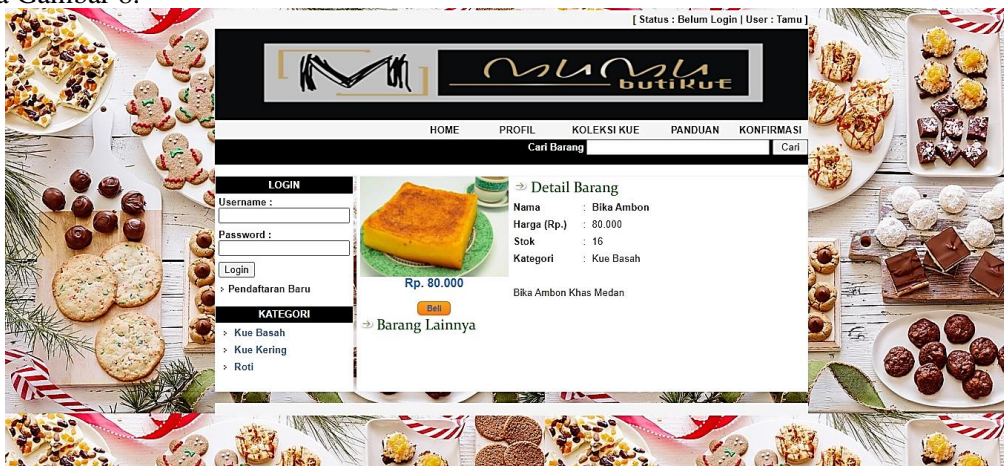 a Gambar 8.
[ Status : Belum Login | User : Tamu ]
MUMU
butiKuE
HOME PROFIL KOLEKSI KUE PANDUAN KONFIRMASI
Cari Barang Cari
LOGIN
Username :
Password :
Login
Pendaftaran Baru
KATEGORI
Kue Basah
Kue Kering
Roti
Rp. 80.000
Beli
Barang Lainnya
Detail Barang
Nama : Bika Ambon
Harga (Rp.) : 80.000
Stok : 16
Kategori : Kue Basah
Bika Ambon Khas Medan